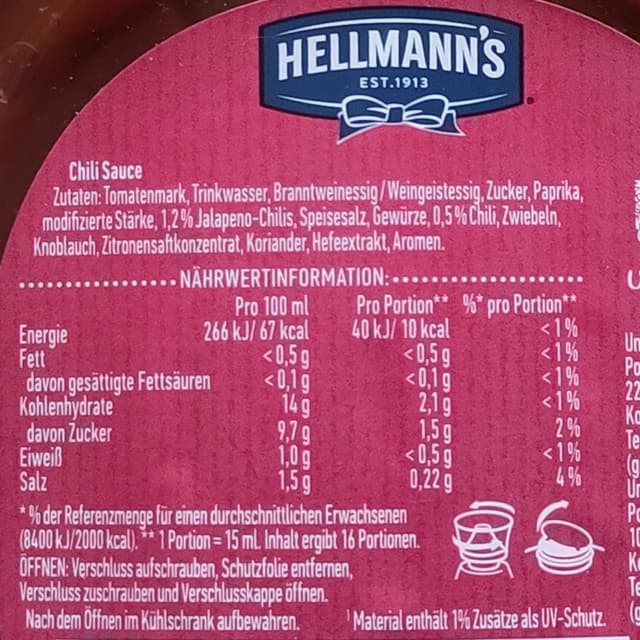 HELLMANN'S
EST.1913
Chili Sauce
Zutaten: Tomatenmark, Trinkwasser, Branntweinessig/Weingeistessig, Zucker, Paprika,
modifizierte Stärke, 1,2% Jalapeno-Chilis, Speisesalz, Gewürze, 0,5% Chili, Zwiebeln,
Knoblauch, Zitronensaftkonzentrat, Koriander, Hefeextrakt, Aromen.
NÄHRWERTINFORMATION:
Pro 100 ml Pro Portion** %* pro Portion**
Energie 266 kJ/ 67 kcal 40 kJ/ 10 kcal <1%
Fett <0,5 g <0,5 g <1%
davon gesättigte Fettsäuren <0,1 g <0,1 g <1%
Kohlenhydrate 14 g 2,1 g <1%
davon Zucker 9,7 g 1,5 g 2%
Eiweiß 1,0 g <0,5 g <1%
Salz 1,5 g 0,22 g 4%
* % der Referenzmenge für einen durchschnittlichen Erwachsenen
(8400 kJ/2000 kcal). ** 1 Portion = 15 ml. Inhalt ergibt 16 Portionen.
ÖFFNEN: Verschluss aufschrauben, Schutzfolie entfernen,
Verschluss zuschrauben und Verschlusskappe öffnen.
Nach dem Öffnen im Kühlschrank aufbewahren.
¹ Material enthält 1% Zusätze als UV-Schutz.